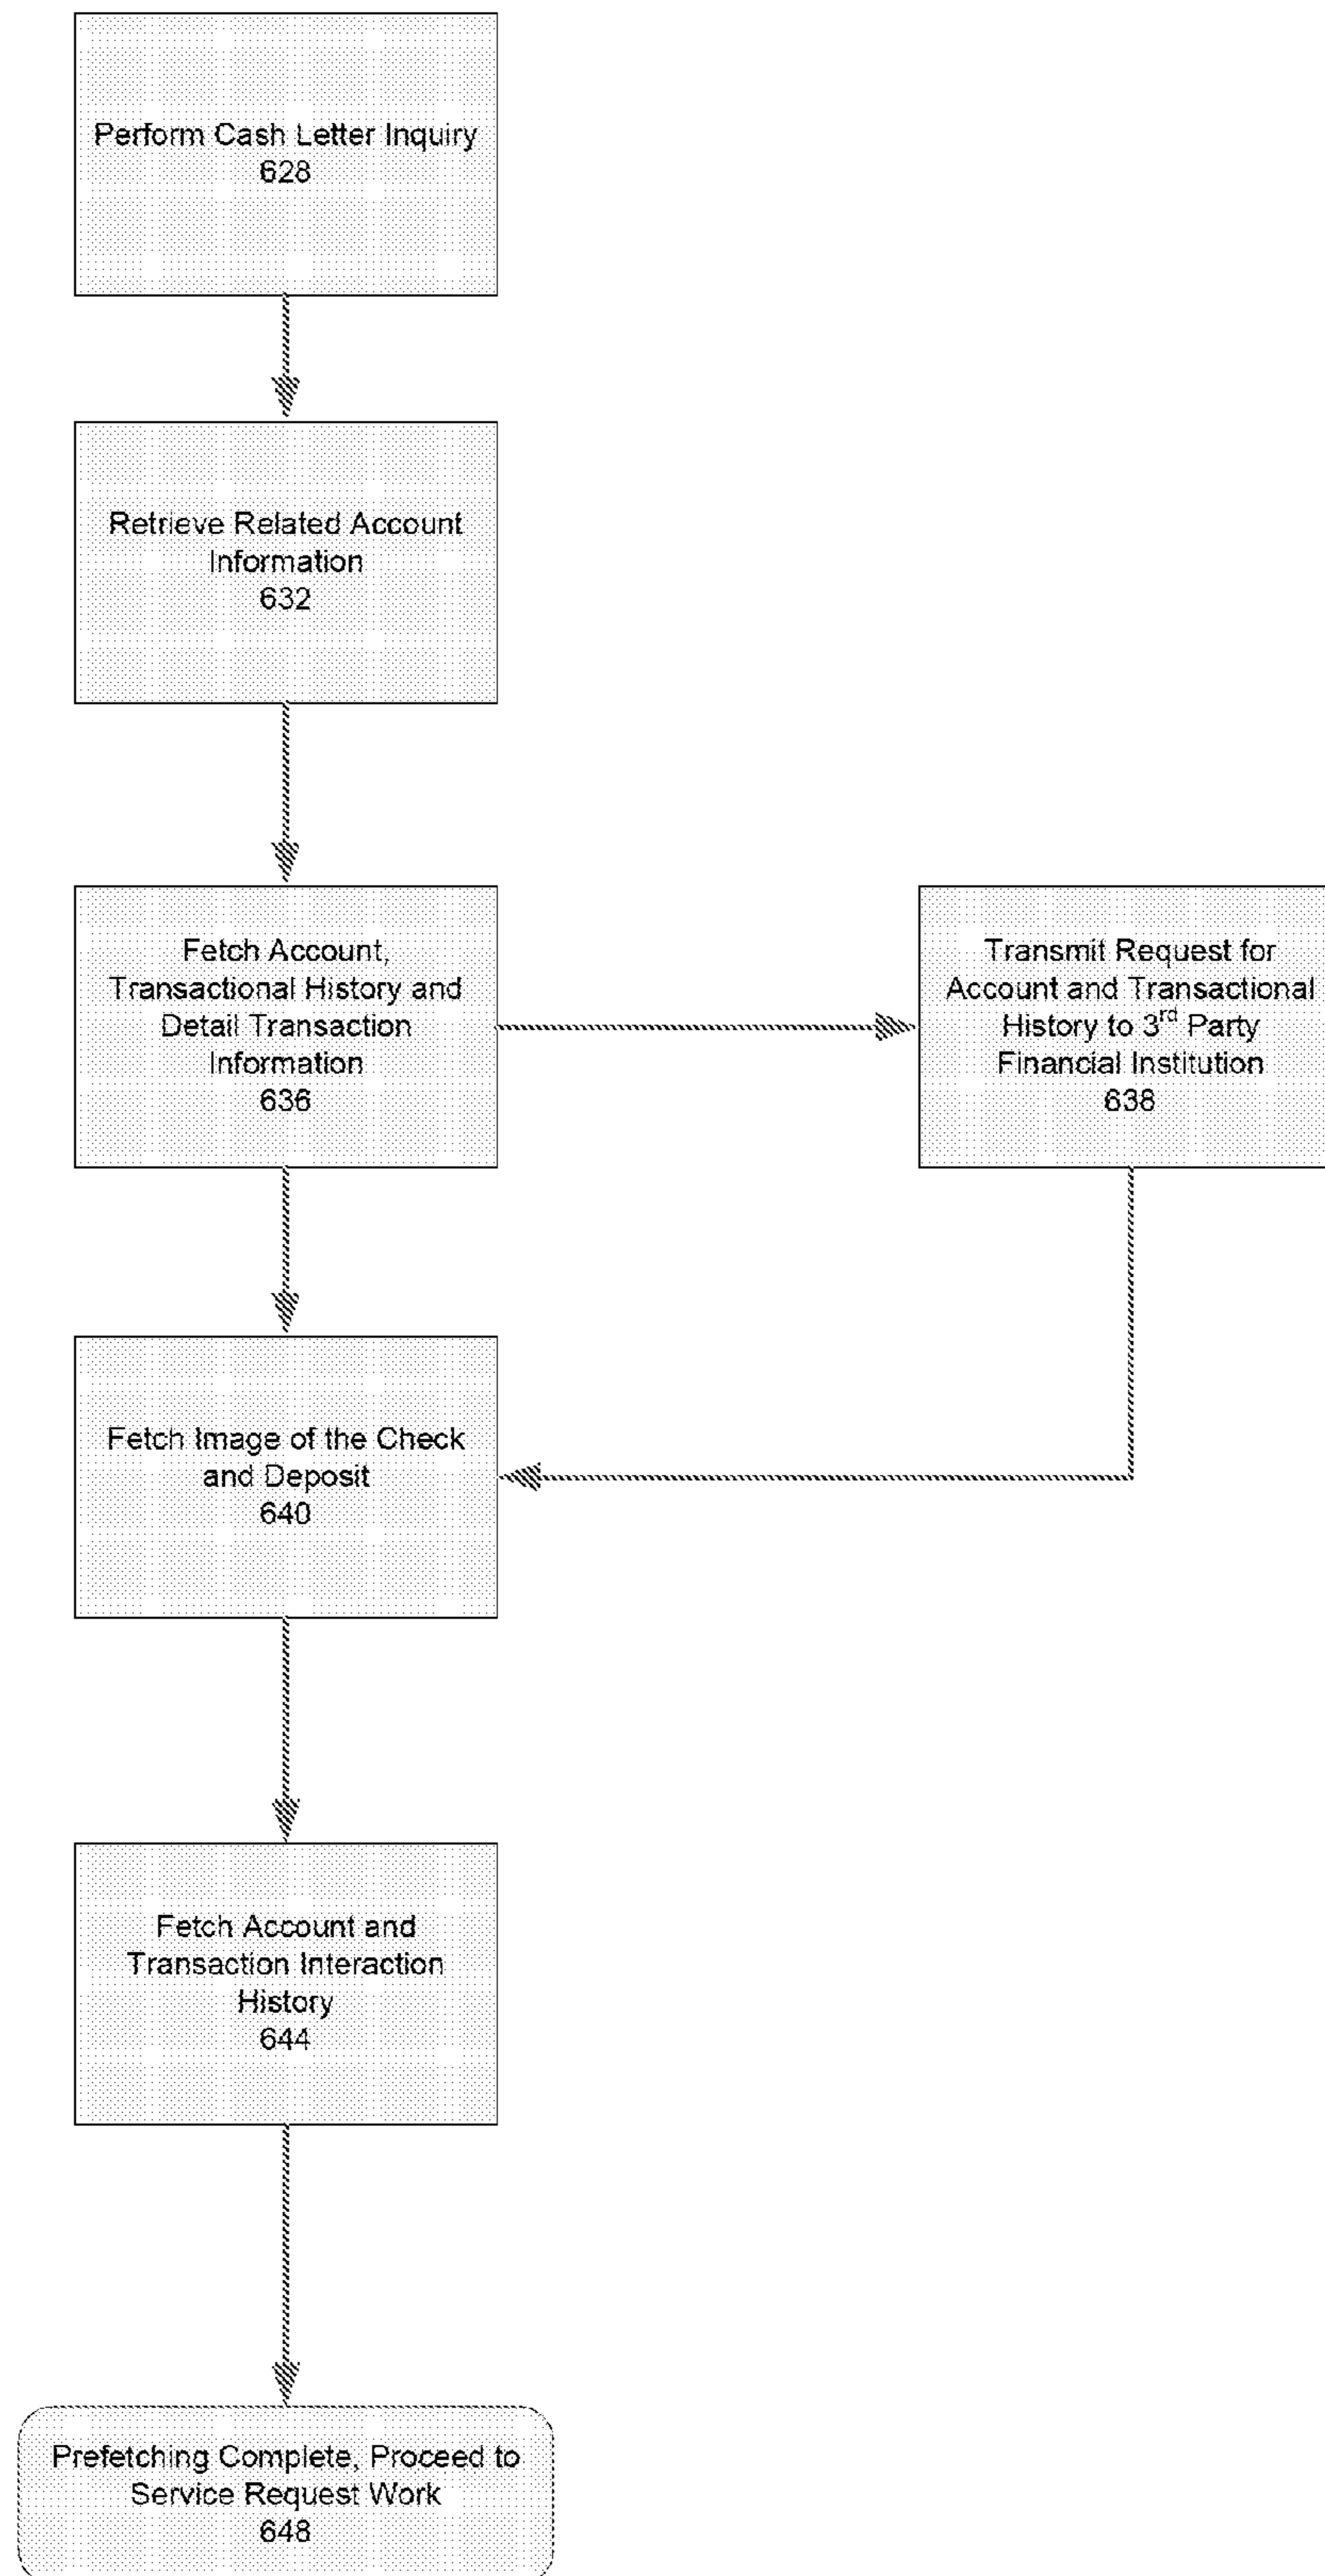 Perform Cash Letter Inquiry
628
Retrieve Related Account
Information
632
Fetch Account,
Transactional History and
Detail Transaction
Information
636
Transmit Request for
Account and Transactional
History to 3rd Party
Financial Institution
638
Fetch Image of the Check
and Deposit
640
Fetch Account and
Transaction Interaction
History
644
Prefetching Complete, Proceed to
Service Request Work
648